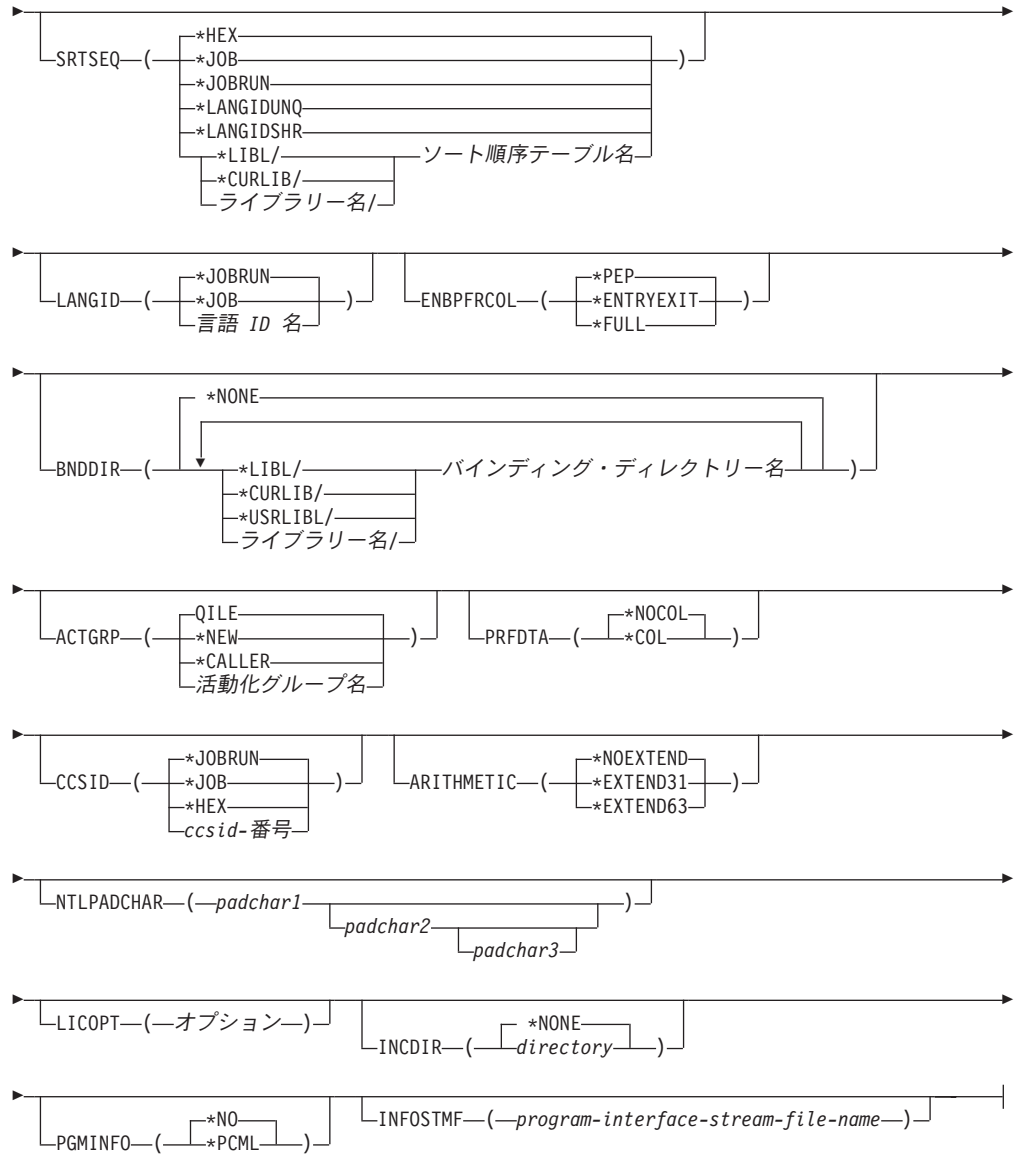 SRTSEQ ( *HEX
*JOB )
*JOBRUN
*LANGIDUNQ
*LANGIDSHR
*LIBL/ ソート順序テーブル名
*CURLIB/
ライブラリー名/
LANGID ( *JOBRUN ENBPFRCOL ( *PEP
*JOB ) *ENTRYEXIT )
言語 ID 名 *FULL
*NONE
BNDDIR ( *LIBL/ バインディング・ディレクトリー名 )
*CURLIB/
*USRLIBL/
ライブラリー名/
QILE *NOCOL
ACTGRP ( *NEW ) PRFDTA ( *COL )
*CALLER
活動化グループ名
*JOBRUN *NOEXTEND
CCSID ( *JOB ) ARITHMETIC ( *EXTEND31 )
*HEX *EXTEND63
ccsid-番号
NTLPADCHAR ( padchar1 )
padchar2
padchar3
LICOPT ( オプション ) *NONE
INCDIR ( directory )
*NO INFOSTMF ( program-interface-stream-file-name )
PGMINFO ( *PCML )